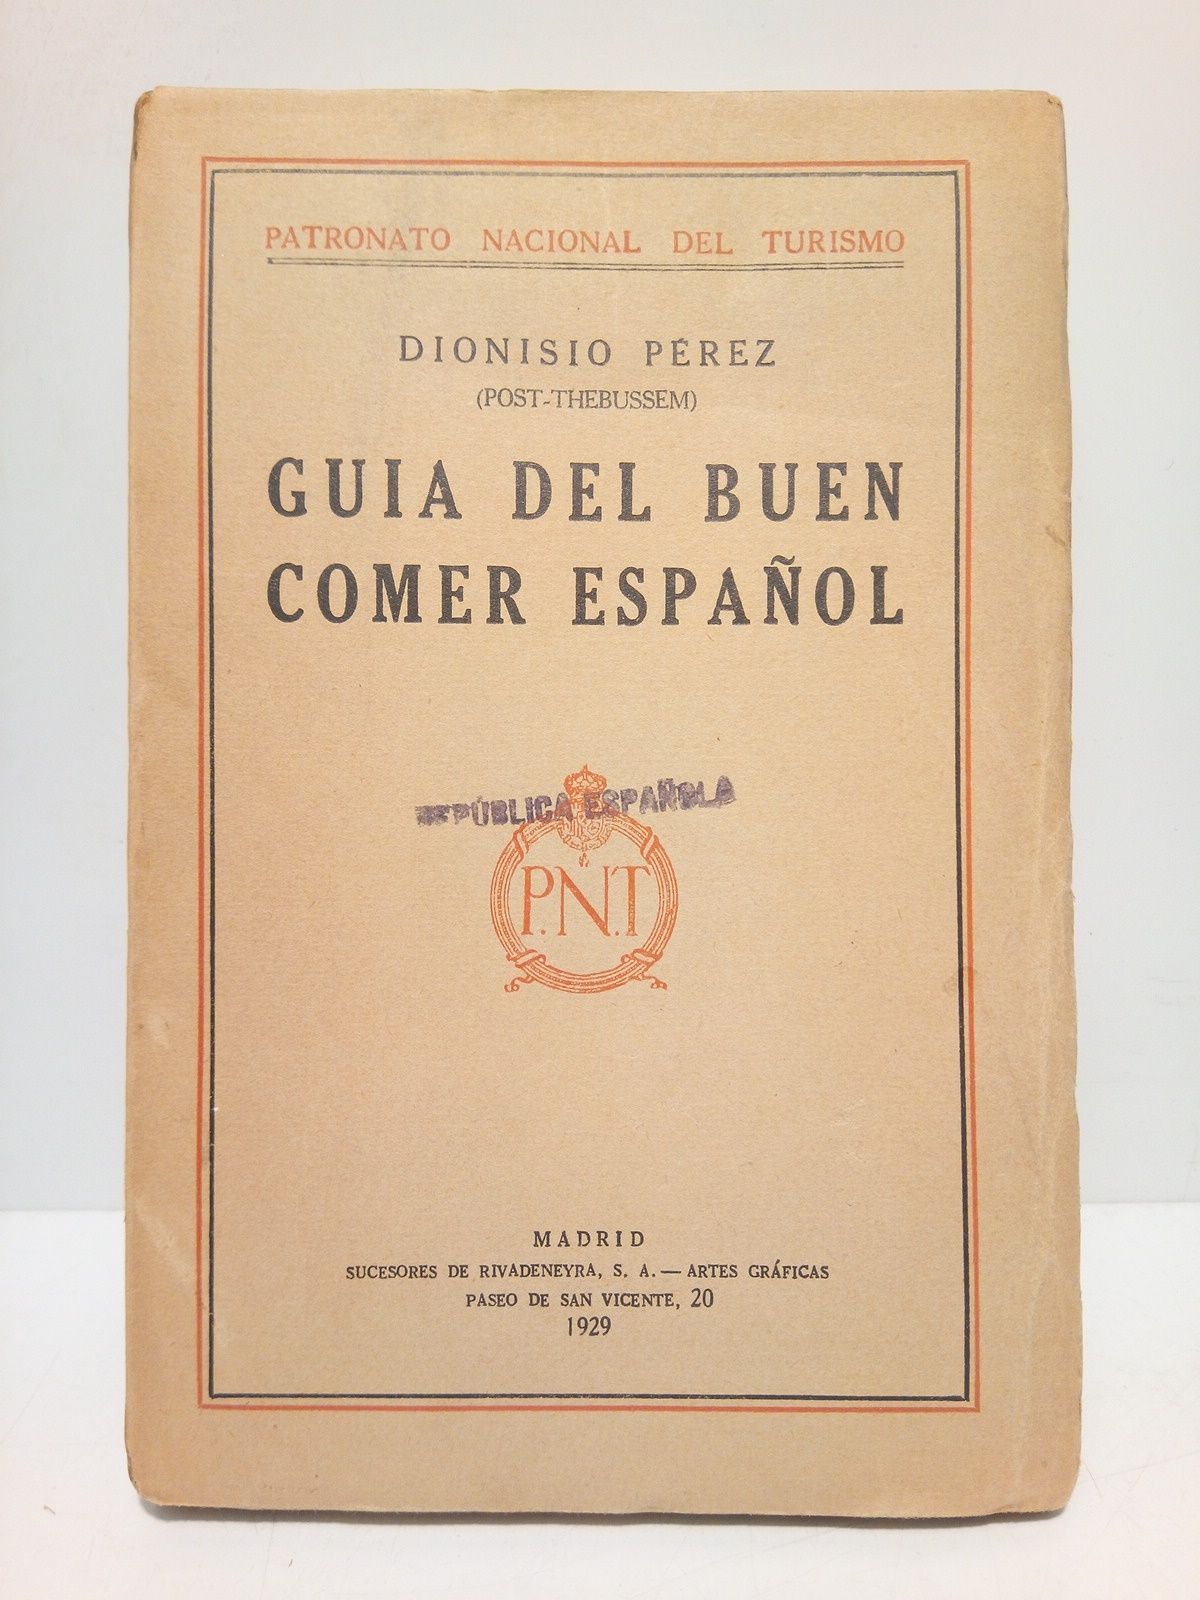 PATRONATO NACIONAL DEL TURISMO
DIONISIO PÉREZ
(POST-THEBUSSEM)
GUIA DEL BUEN
COMER ESPAÑOL
REPÚBLICA ESPAÑOLA
P.N.T
MADRID
SUCESORES DE RIVADENEYRA, S. A. — ARTES GRÁFICAS
PASEO DE SAN VICENTE, 20
1929